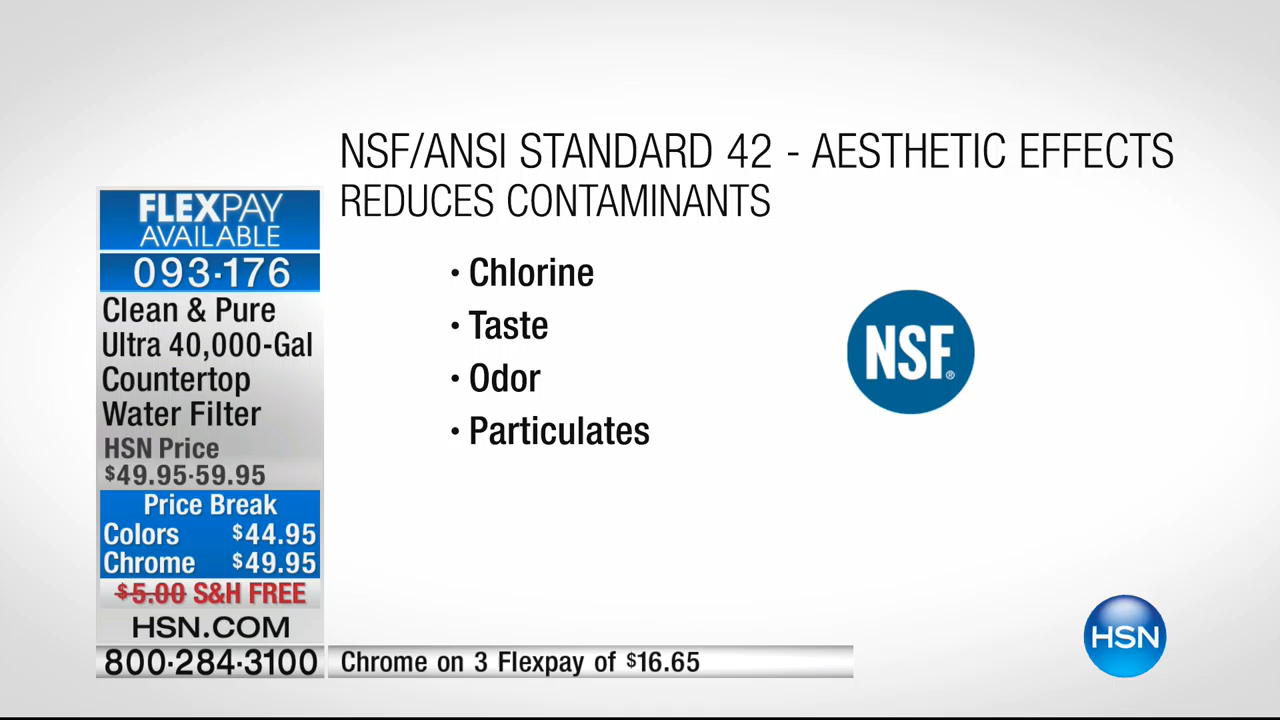 NSF/ANSI STANDARD 42 - AESTHETIC EFFECTS
REDUCES CONTAMINANTS
• Chlorine
• Taste
• Odor
• Particulates
NSF®
FLEXPAY
AVAILABLE
093·176
Clean & Pure
Ultra 40,000-Gal
Countertop
Water Filter
HSN Price
$49.95-59.95
Price Break
Colors $44.95
Chrome $49.95
$5.00 S&H FREE
HSN.COM
800·284·3100
Chrome on 3 Flexpay of $16.65
HSN